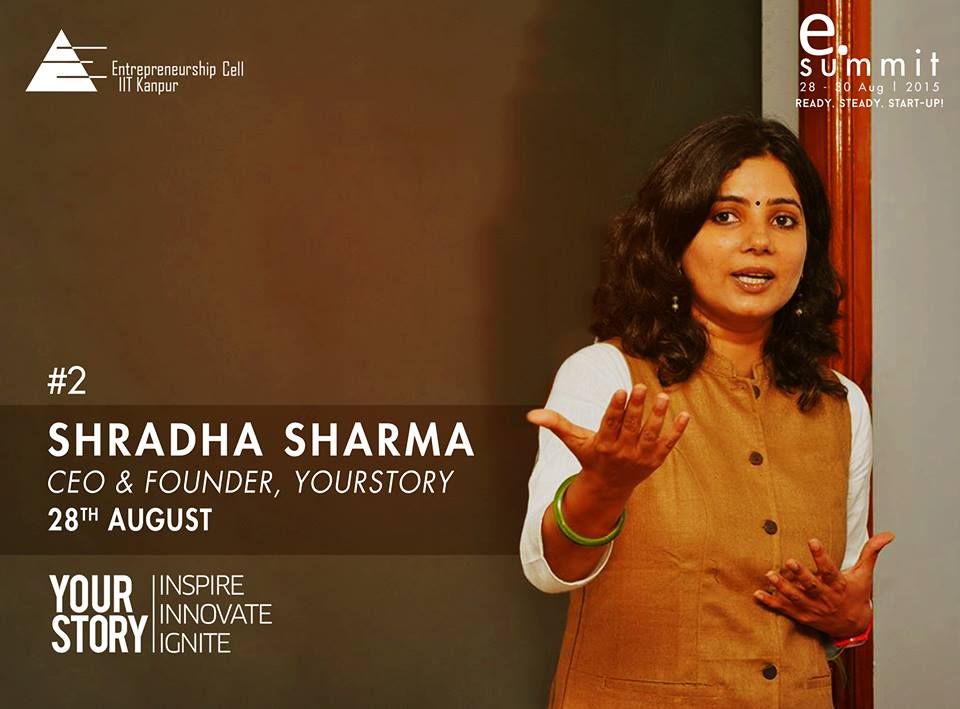 Entrepreneurship Cell
IIT Kanpur
e.
summit
28 - 30 Aug | 2015
READY, STEADY, START-UP!
#2
SHRADHA SHARMA
CEO & FOUNDER, YOURSTORY
28TH AUGUST
YOUR
STORY
INSPIRE
INNOVATE
IGNITE